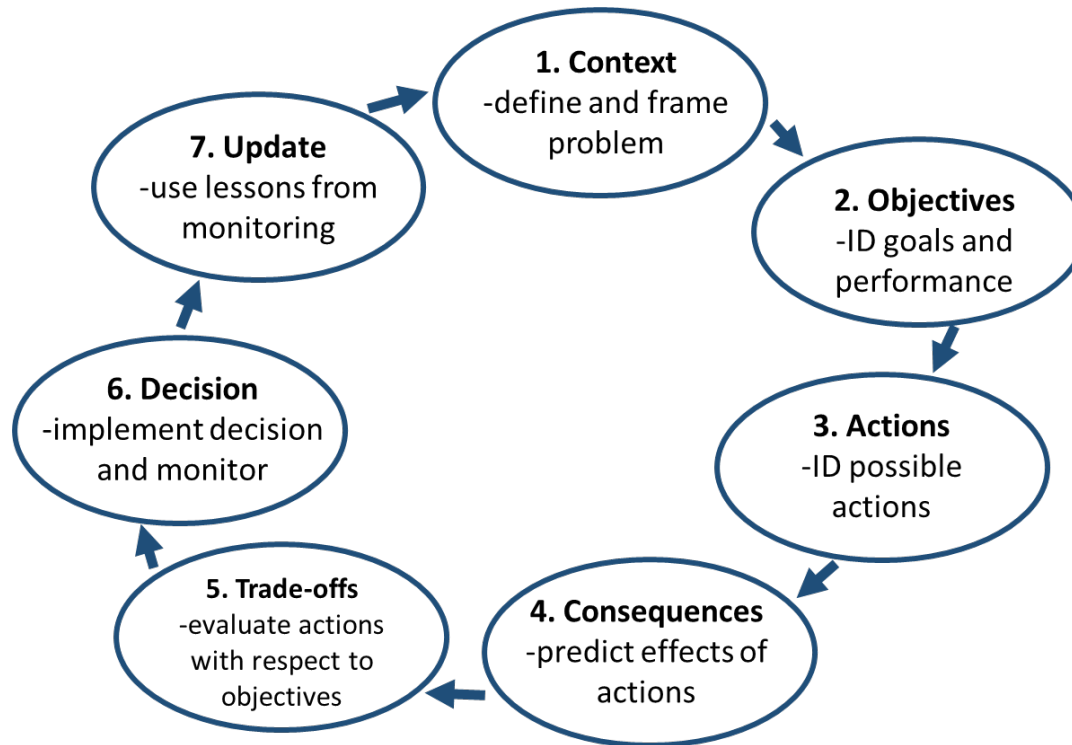 1. Context
-define and frame
problem
2. Objectives
-ID goals and
performance
3. Actions
-ID possible
actions
4. Consequences
-predict effects of
actions
5. Trade-offs
-evaluate actions
with respect to
objectives
6. Decision
-implement decision
and monitor
7. Update
-use lessons from
monitoring